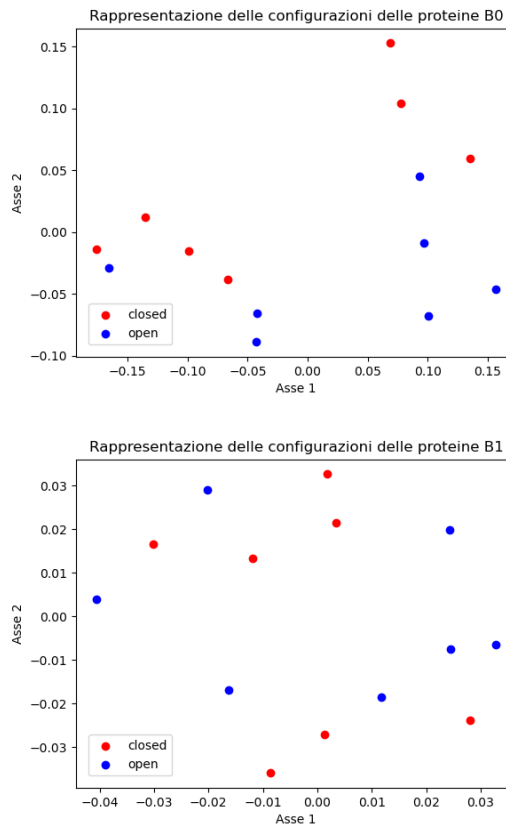 Rappresentazione delle configurazioni delle proteine B0
0.15
0.10
0.05
0.00
−0.05
−0.10
Asse 2
closed
open
−0.15 −0.10 −0.05 0.00 0.05 0.10 0.15
Asse 1
Rappresentazione delle configurazioni delle proteine B1
0.03
0.02
0.01
0.00
−0.01
−0.02
−0.03
Asse 2
closed
open
−0.04 −0.03 −0.02 −0.01 0.00 0.01 0.02 0.03
Asse 1